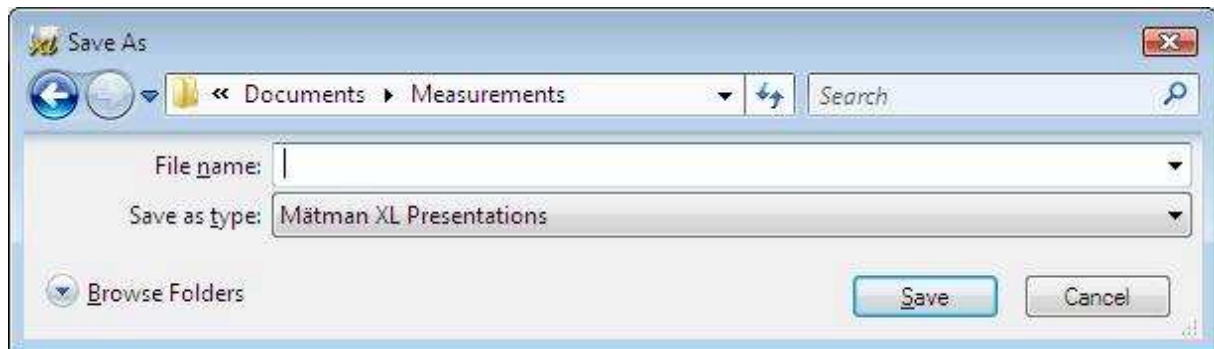 Save As
« Documents ▸ Measurements Search
File name:
Save as type: Mätman XL Presentations
Browse Folders Save Cancel